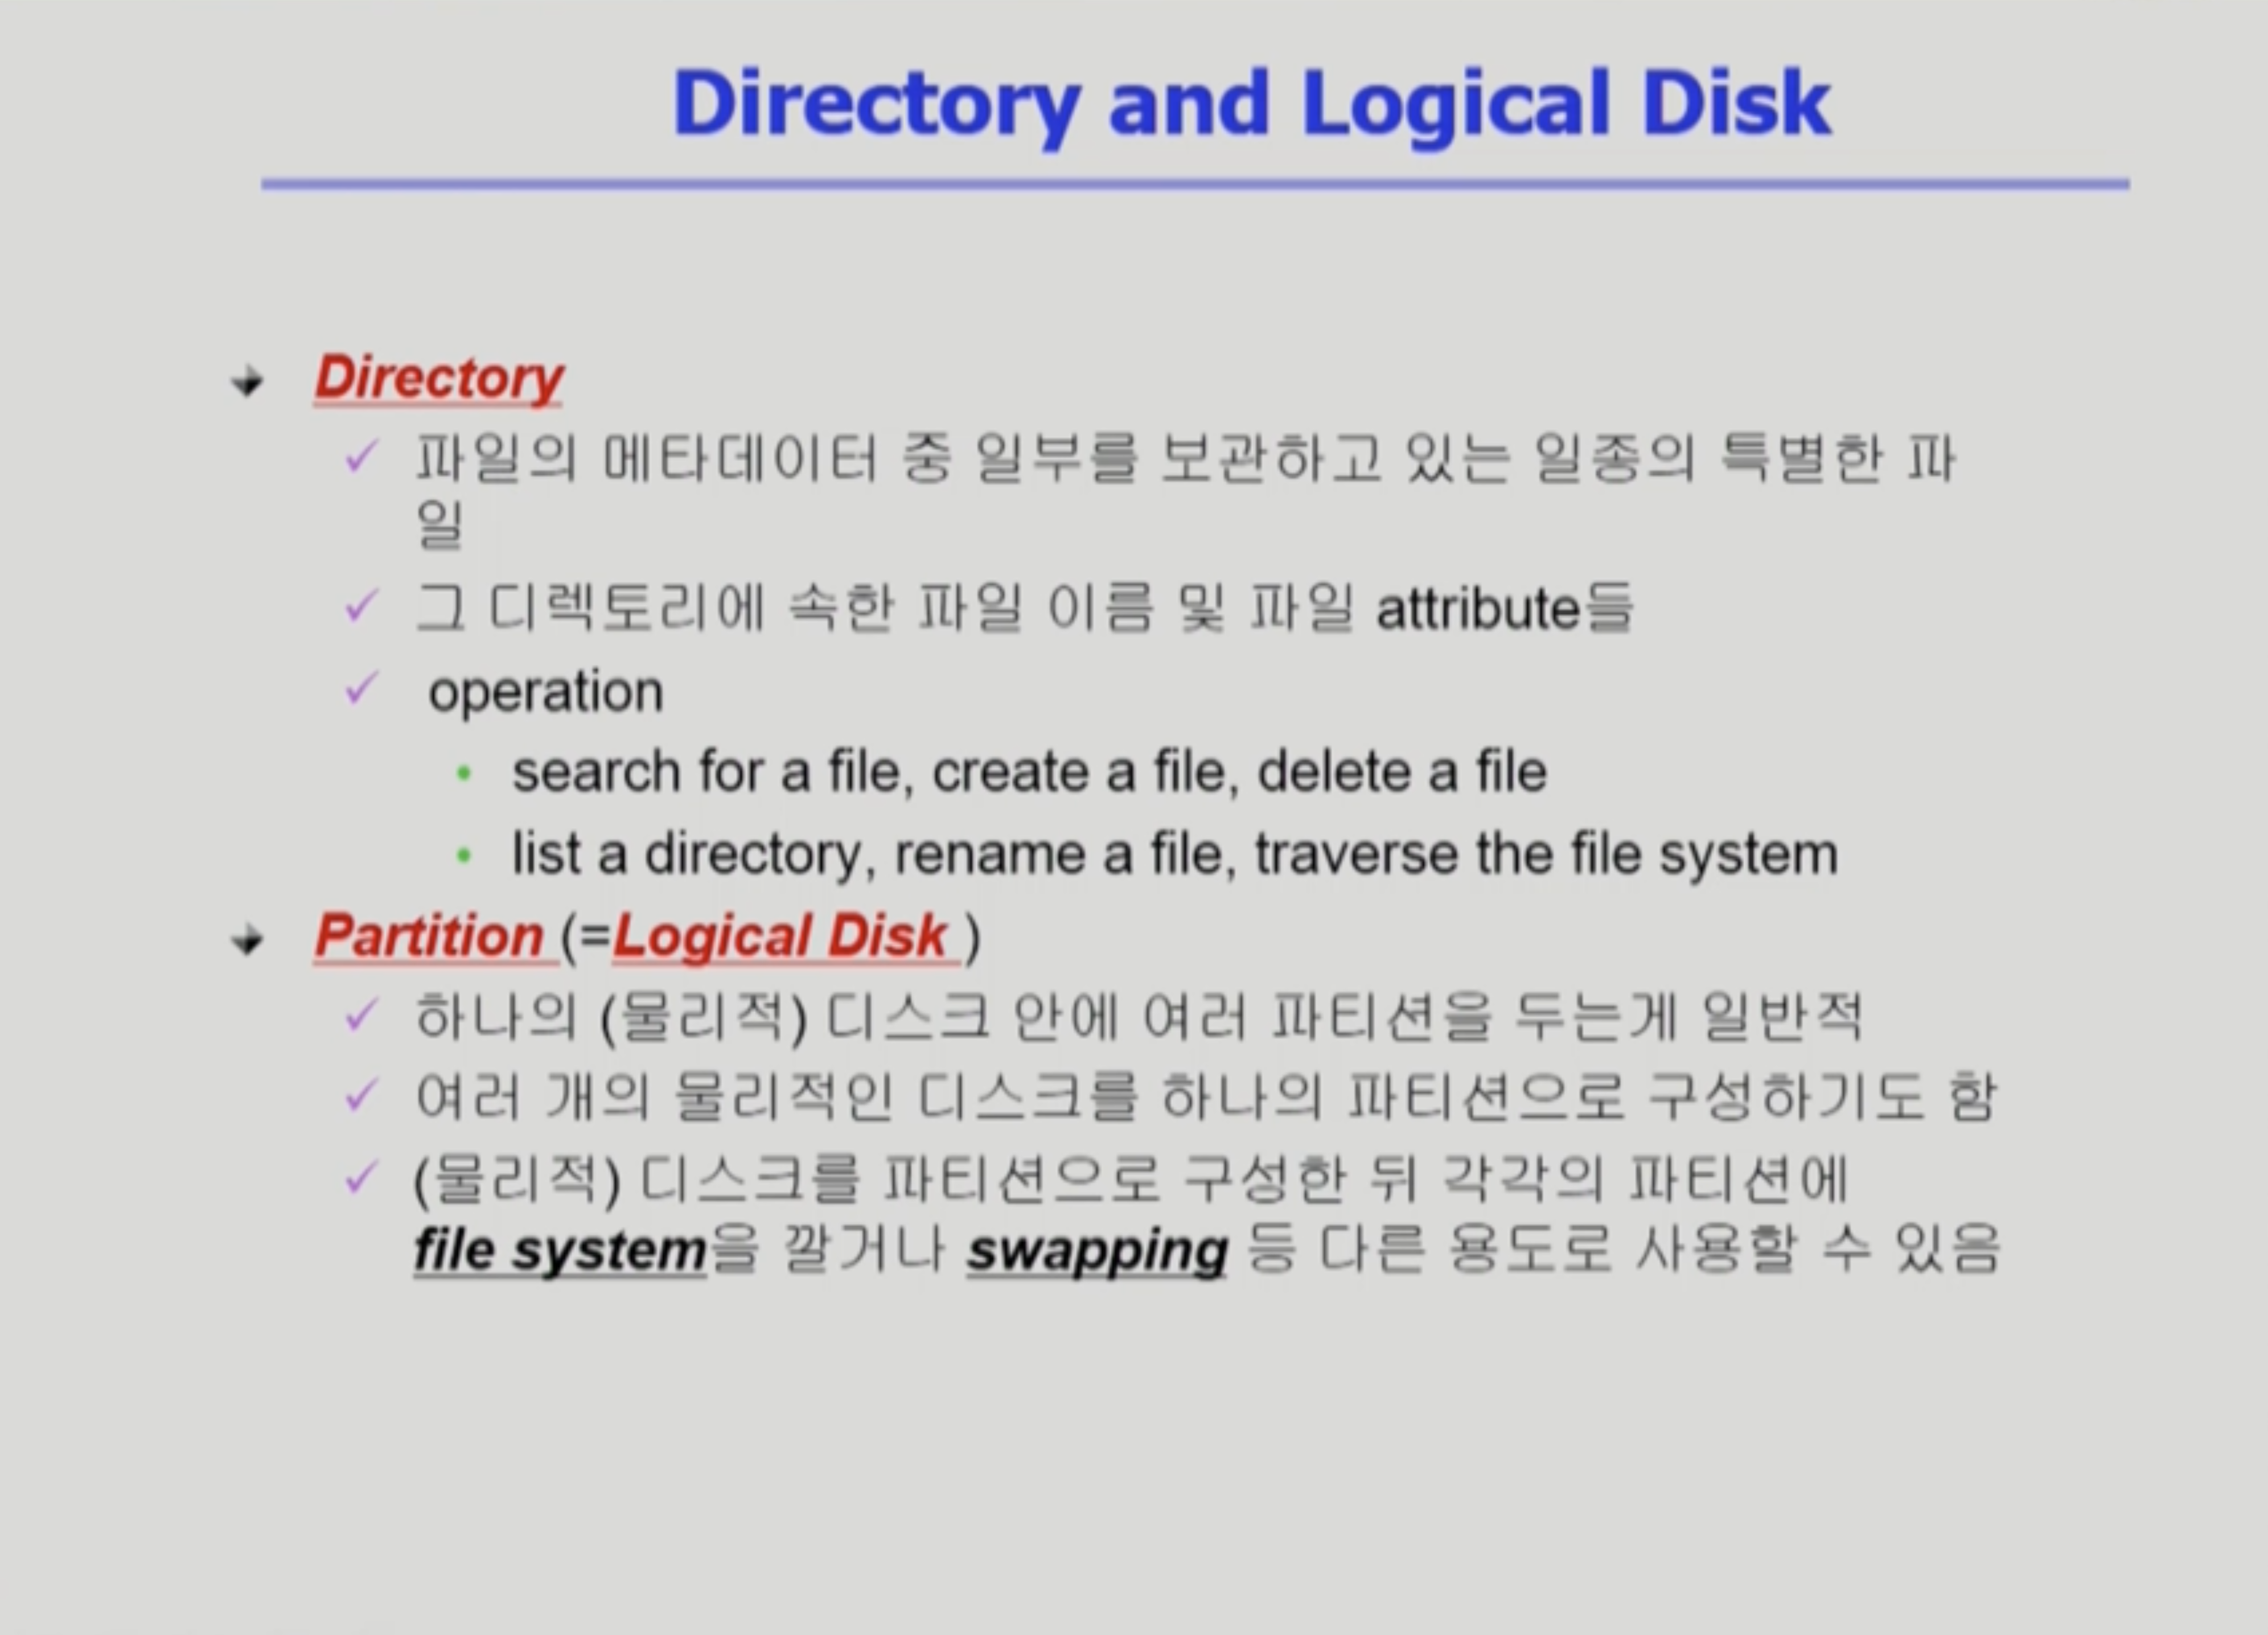 Directory and Logical Disk
Directory
파일의 메타데이터 중 일부를 보관하고 있는 일종의 특별한 파
일
그 디렉토리에 속한 파일 이름 및 파일 attribute들
operation
search for a file, create a file, delete a file
list a directory, rename a file, traverse the file system
Partition (=Logical Disk )
하나의 (물리적) 디스크 안에 여러 파티션을 두는게 일반적
여러 개의 물리적인 디스크를 하나의 파티션으로 구성하기도 함
(물리적) 디스크를 파티션으로 구성한 뒤 각각의 파티션에
file system을 깔거나 swapping 등 다른 용도로 사용할 수 있음